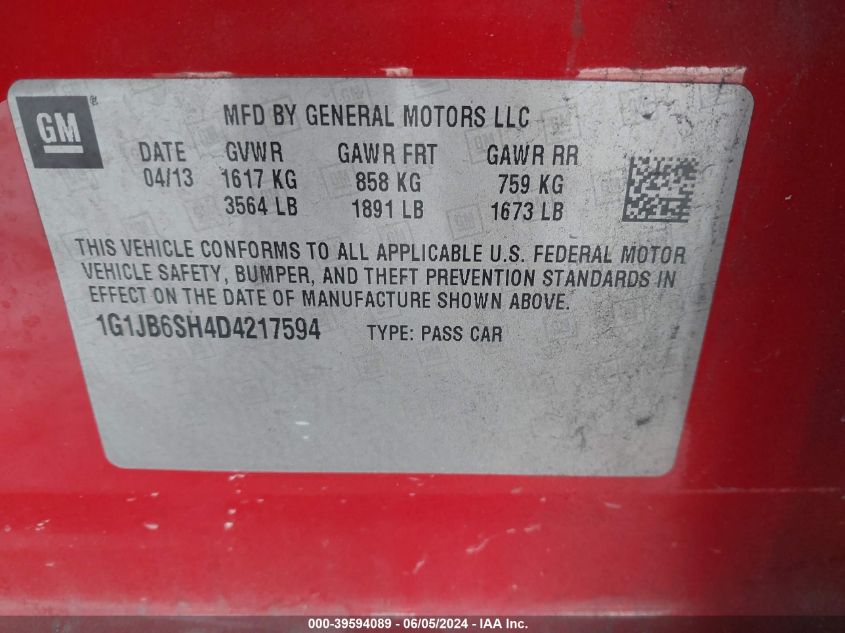 GM®
MFD BY GENERAL MOTORS LLC
DATE GVWR GAWR FRT GAWR RR
04/13 1617 KG 858 KG 759 KG
3564 LB 1891 LB 1673 LB
THIS VEHICLE CONFORMS TO ALL APPLICABLE U.S. FEDERAL MOTOR
VEHICLE SAFETY, BUMPER, AND THEFT PREVENTION STANDARDS IN
EFFECT ON THE DATE OF MANUFACTURE SHOWN ABOVE.
1G1JB6SH4D4217594 TYPE: PASS CAR
000-39594089 - 06/05/2024 - IAA Inc.